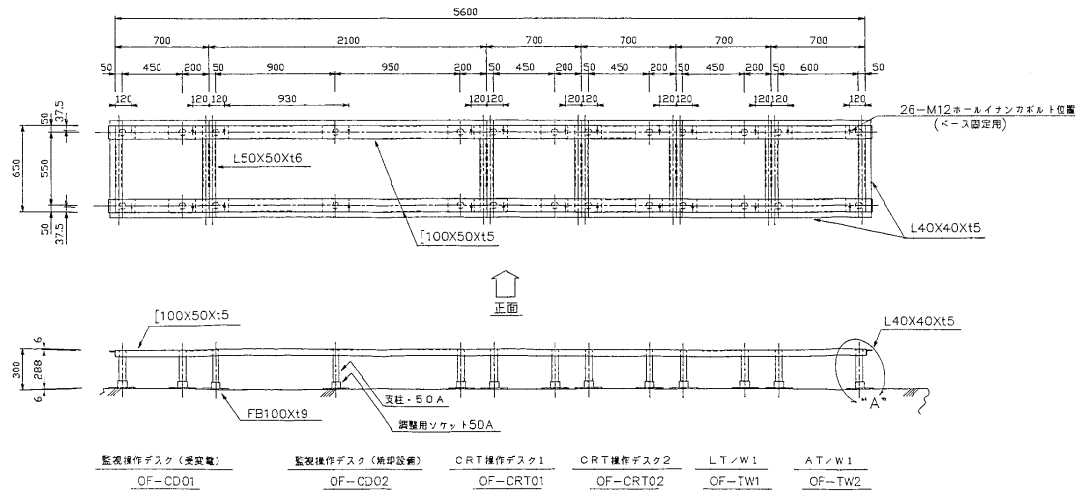 5600
700 2100 700 700 700 700
50 450 200 50 900 950 200 50 450 200 50 450 200 50 450 200 50 600 50
120 120 120 930 120 120 120 120 120 120 120 120 120
26-M12ホールインアンカボルト位置
(ベース固定用)
37.5
50
650
550
50
37.5
L50X50Xt6
[100X50Xt5
L40X40Xt5
正面
[100X50X:5
L40X40Xt5
6
300
288
6
支柱・50A
調整用ソケット50A
FB100Xt9
"A"
監視操作デスク(受変電) 監視操作デスク(焼却設備) CRT操作デスク1 CRT操作デスク2 LT/W1 AT/W1
OF-CD01 OF-CD02 OF-CRT01 OF-CRT02 OF-TW1 OF-TW2